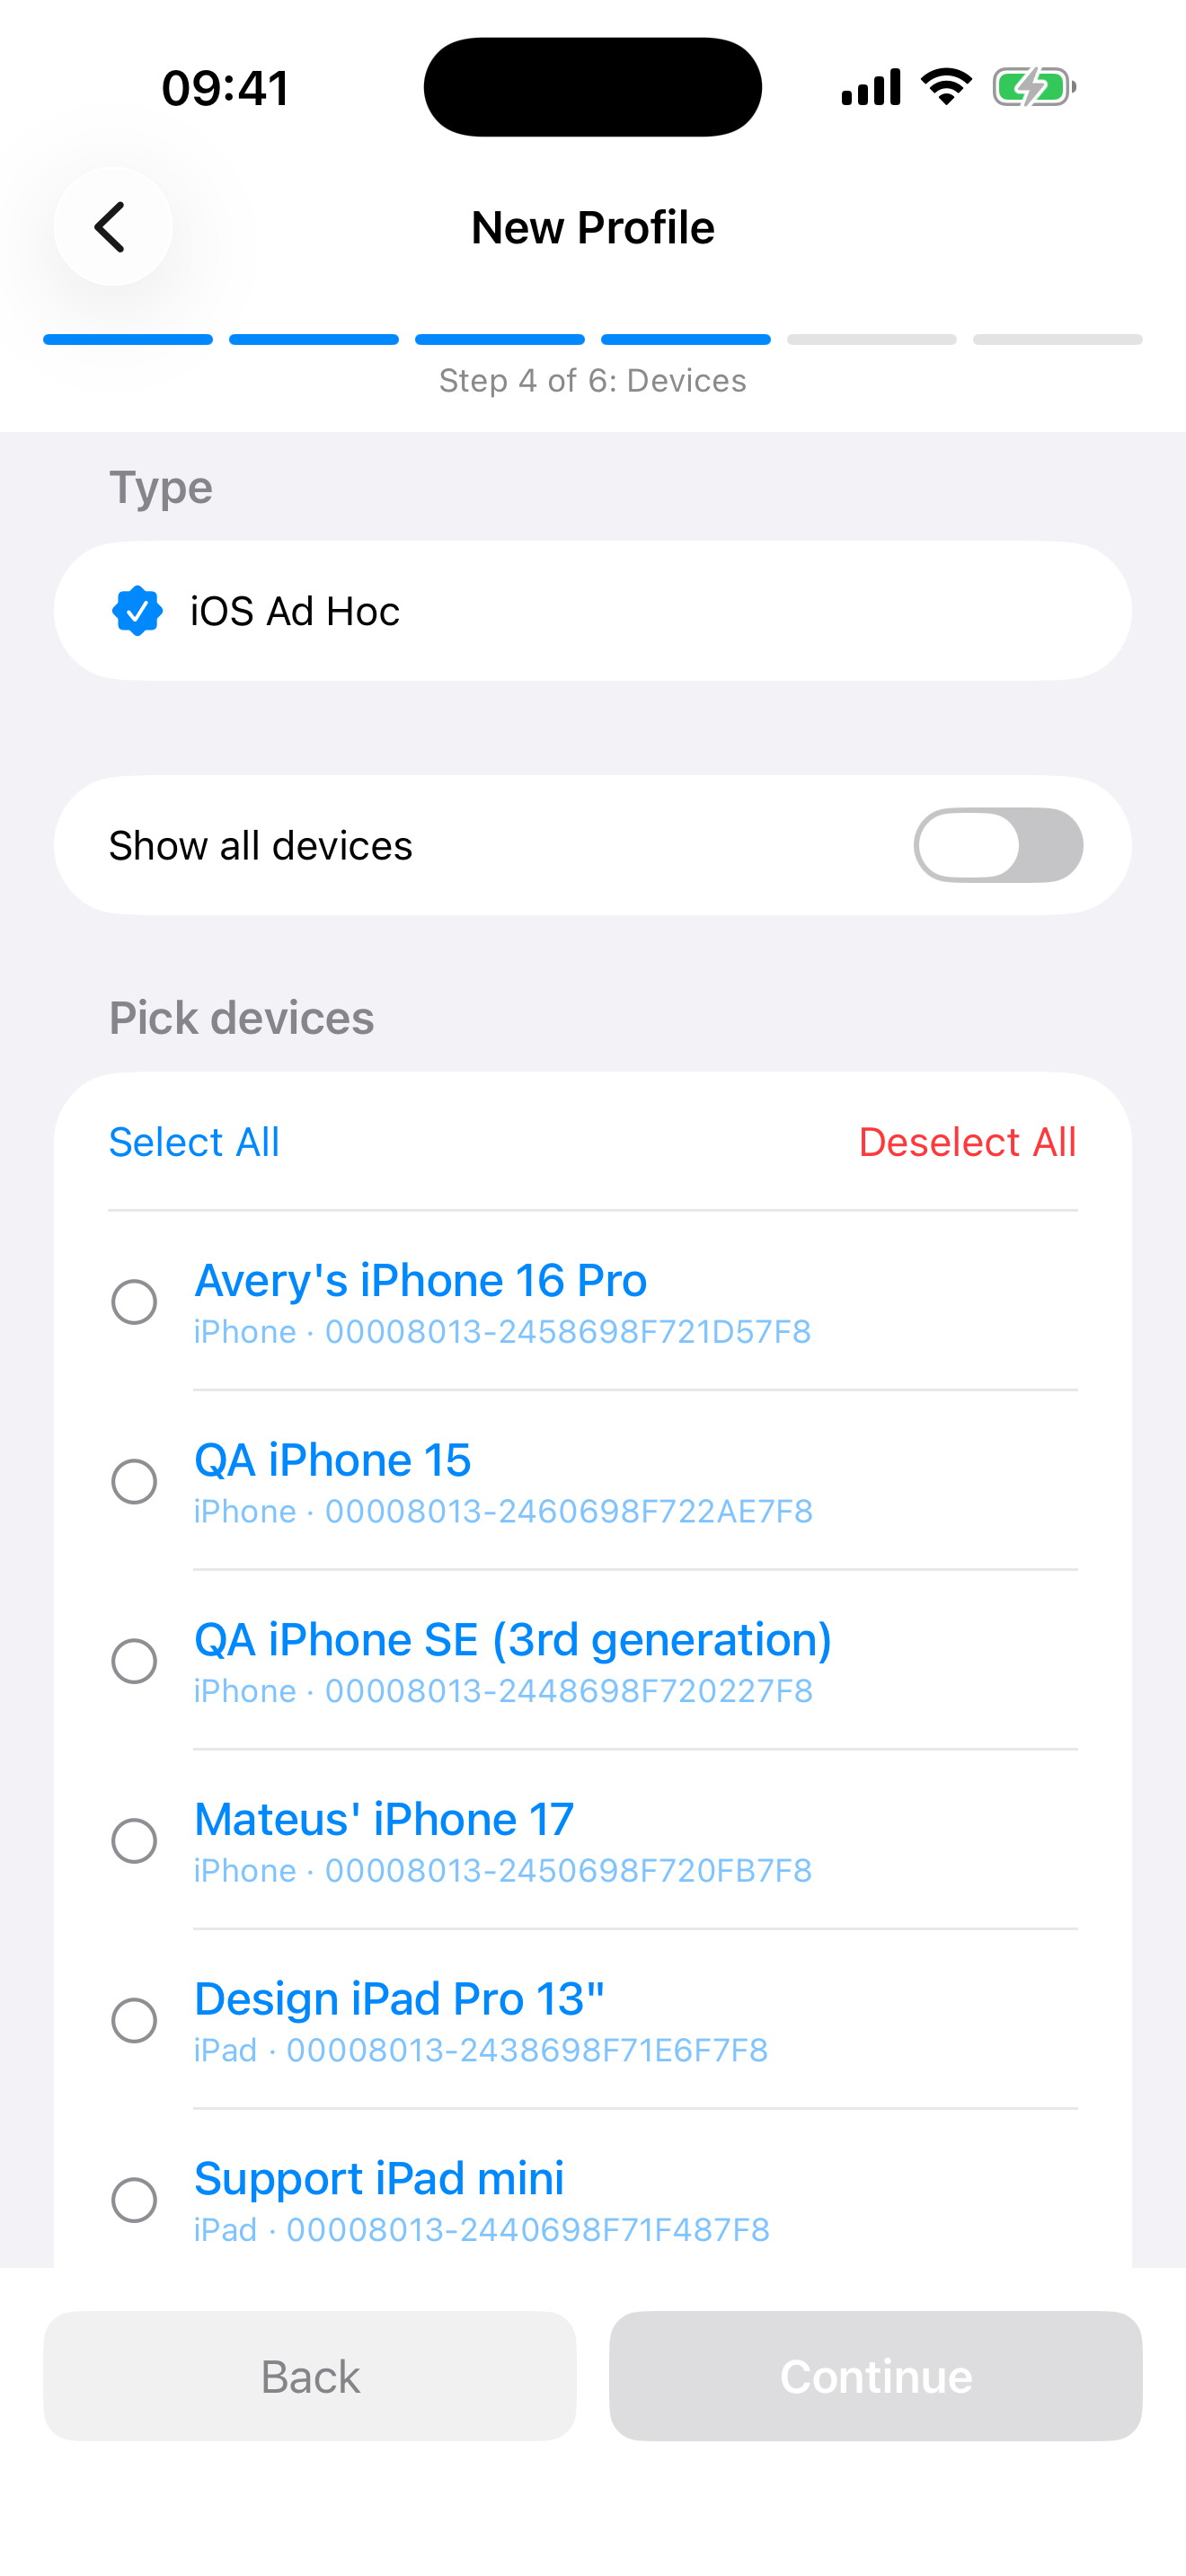 09:41
New Profile
Step 4 of 6: Devices
Type
iOS Ad Hoc
Show all devices
Pick devices
Select All
Deselect All
Avery's iPhone 16 Pro
iPhone · 00008013-2458698F721D57F8
QA iPhone 15
iPhone · 00008013-2460698F722AE7F8
QA iPhone SE (3rd generation)
iPhone · 00008013-2448698F720227F8
Mateus' iPhone 17
iPhone · 00008013-2450698F720FB7F8
Design iPad Pro 13"
iPad · 00008013-2438698F71E6F7F8
Support iPad mini
iPad · 00008013-2440698F71F487F8
Back
Continue